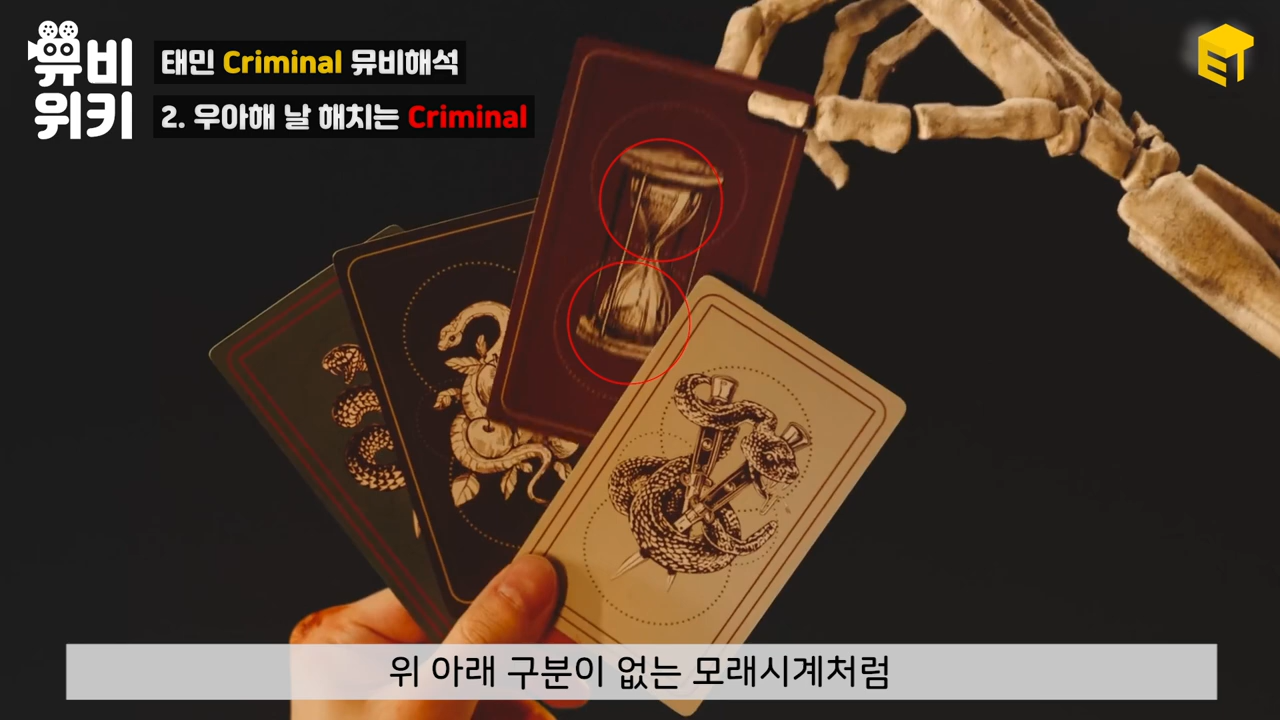 뮤비
위키
태민 Criminal 뮤비해석
2. 우아해 날 해치는 Criminal
ET
위 아래 구분이 없는 모래시계처럼